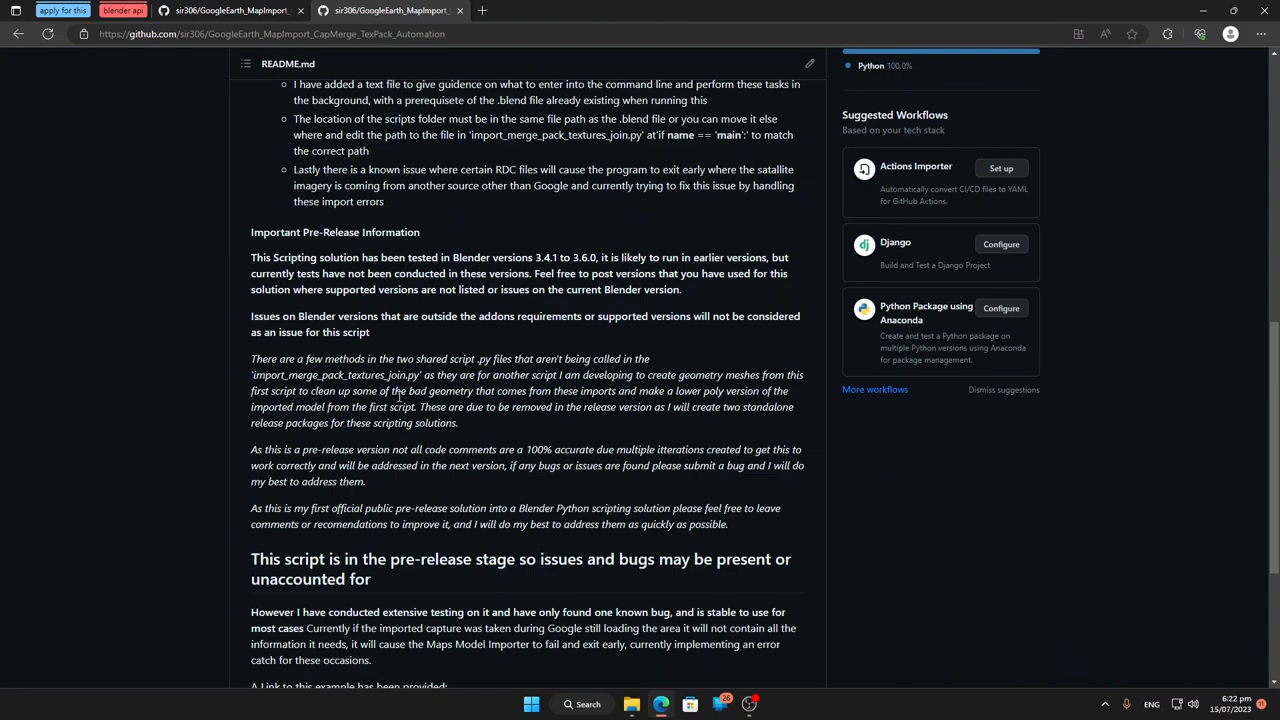 apply for this
blender api
sir306/GoogleEarth_MapImport_
sir306/GoogleEarth_MapImport_
https://github.com/sir306/GoogleEarth_MapImport_CapMerge_TexPack_Automation
README.md
I have added a text file to give guidance on what to enter into the command line and perform these tasks in
the background, with a prerequisete of the .blend file already existing when running this
The location of the scripts folder must be in the same file path as the .blend file or you can move it else
where and edit the path to the file in 'import_merge_pack_textures_join.py' at'if name == 'main':' to match
the correct path
Lastly there is a known issue where certain RDC files will cause the program to exit early where the satallite
imagery is coming from another source other than Google and currently trying to fix this issue by handling
these import errors
Important Pre-Release Information
This Scripting solution has been tested in Blender versions 3.4.1 to 3.6.0, it is likely to run in earlier versions, but
currently tests have not been conducted in these versions. Feel free to post versions that you have used for this
solution where supported versions are not listed or issues on the current Blender version.
Issues on Blender versions that are outside the addons requirements or supported versions will not be considered
as an issue for this script
There are a few methods in the two shared script .py files that aren't being called in the
'import_merge_pack_textures_join.py' as they are for another script I am developing to create geometry meshes from this
first script to clean up some of the bad geometry that comes from these imports and make a lower poly version of the
imported model from the first script. These are due to be removed in the release version as I will create two standalone
release packages for these scripting solutions.
As this is a pre-release version not all code comments are a 100% accurate due multiple itterations created to get this to
work correctly and will be addressed in the next version, if any bugs or issues are found please submit a bug and I will do
my best to address them.
As this is my first official public pre-release solution into a Blender Python scripting solution please feel free to leave
comments or recomendations to improve it, and I will do my best to address them as quickly as possible.
This script is in the pre-release stage so issues and bugs may be present or
unaccounted for
However I have conducted extensive testing on it and have only found one known bug, and is stable to use for
most cases Currently if the imported capture was taken during Google still loading the area it will not contain all the
information it needs, it will cause the Maps Model Importer to fail and exit early, currently implementing an error
catch for these occasions.
A Link to this example has been provided:
Python 100.0%
Suggested Workflows
Based on your tech stack
Actions Importer
Set up
Automatically convert CI/CD files to YAML
for GitHub Actions.
Django
Configure
Build and Test a Django Project
Python Package using
Anaconda
Configure
Create and test a Python package on
multiple Python versions using Anaconda
for package management.
More workflows
Dismiss suggestions
Search
26
ENG
6:22 pm
15/07/2023
11